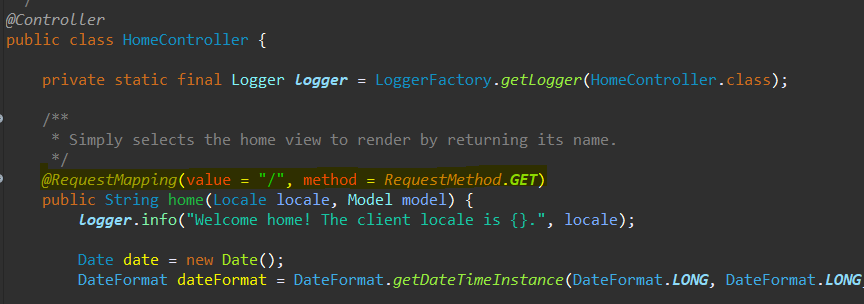 */
@Controller
public class HomeController {
private static final Logger logger = LoggerFactory.getLogger(HomeController.class);
/**
* Simply selects the home view to render by returning its name.
*/
@RequestMapping(value = "/", method = RequestMethod.GET)
public String home(Locale locale, Model model) {
logger.info("Welcome home! The client locale is {}.", locale);
Date date = new Date();
DateFormat dateFormat = DateFormat.getDateTimeInstance(DateFormat.LONG, DateFormat.LONG,